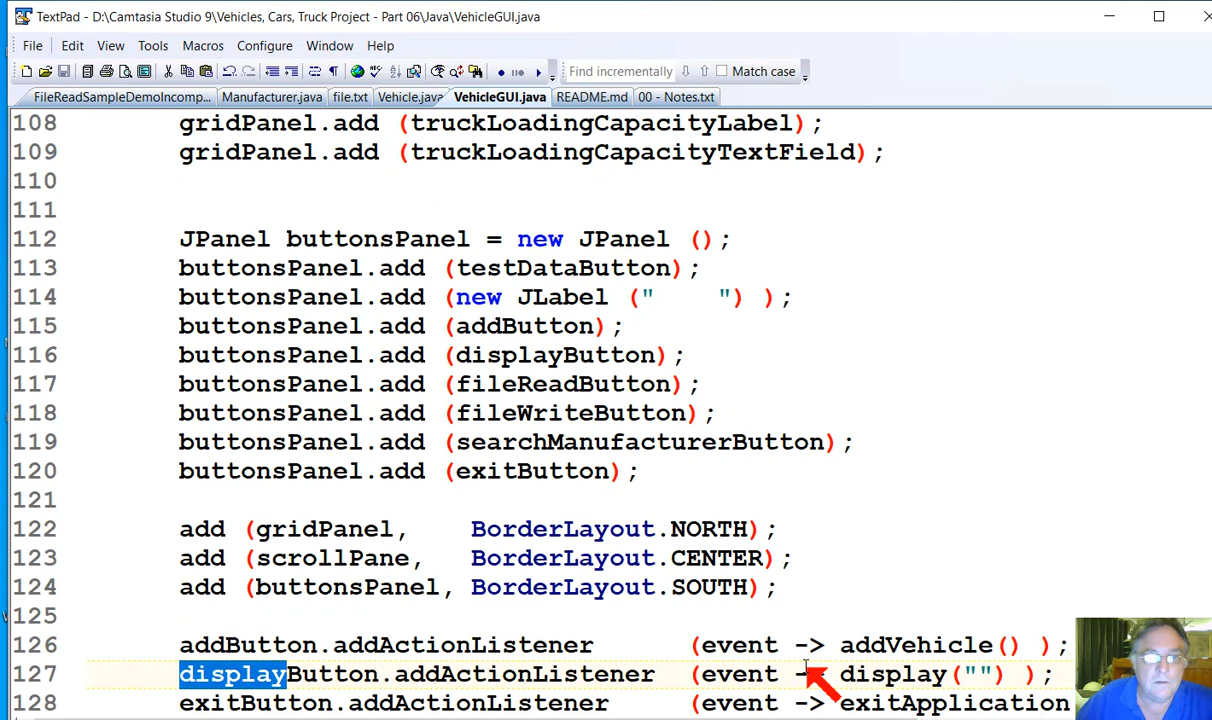 TextPad - D:\Camtasia Studio 9\Vehicles, Cars, Truck Project - Part 06\Java\VehicleGUI.java
File Edit View Tools Macros Configure Window Help
Find incrementally Match case
FileReadSampleDemoIncomp... Manufacturer.java file.txt Vehicle.java VehicleGUI.java README.md 00 - Notes.txt
108 gridPanel.add (truckLoadingCapacityLabel);
109 gridPanel.add (truckLoadingCapacityTextField);
110
111
112 JPanel buttonsPanel = new JPanel ();
113 buttonsPanel.add (testDataButton);
114 buttonsPanel.add (new JLabel ("    ") );
115 buttonsPanel.add (addButton);
116 buttonsPanel.add (displayButton);
117 buttonsPanel.add (fileReadButton);
118 buttonsPanel.add (fileWriteButton);
119 buttonsPanel.add (searchManufacturerButton);
120 buttonsPanel.add (exitButton);
121
122 add (gridPanel,    BorderLayout.NORTH);
123 add (scrollPane,   BorderLayout.CENTER);
124 add (buttonsPanel, BorderLayout.SOUTH);
125
126 addButton.addActionListener (event -> addVehicle() );
127 displayButton.addActionListener (event -> display("") );
128 exitButton.addActionListener (event -> exitApplication